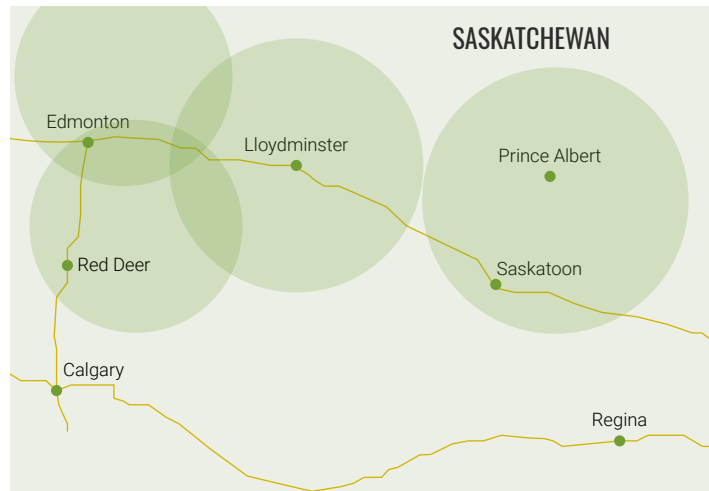 SASKATCHEWAN
Edmonton
Lloydminster
Prince Albert
Red Deer
Saskatoon
Calgary
Regina